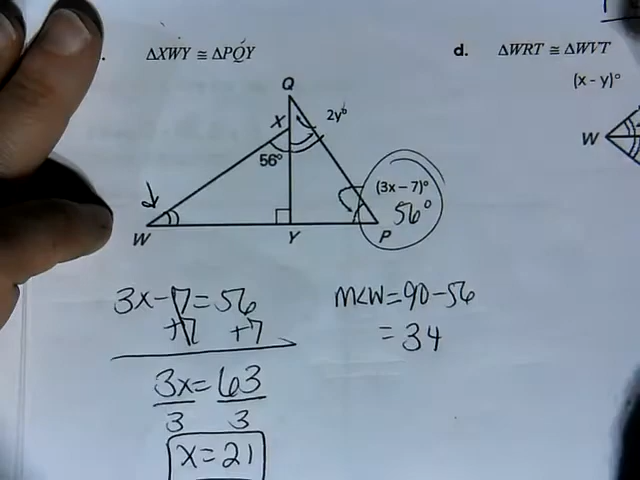 ΔXWY ≅ ΔPQY
d. ΔWRT ≅ ΔWVT
(x - y)°
Q
X
2y°
56°
(3x – 7)°
56°
W
W
Y
P
3x - 7 = 56
+7 +7
m<W = 90 - 56
= 34
3x = 63
3 3
x = 21